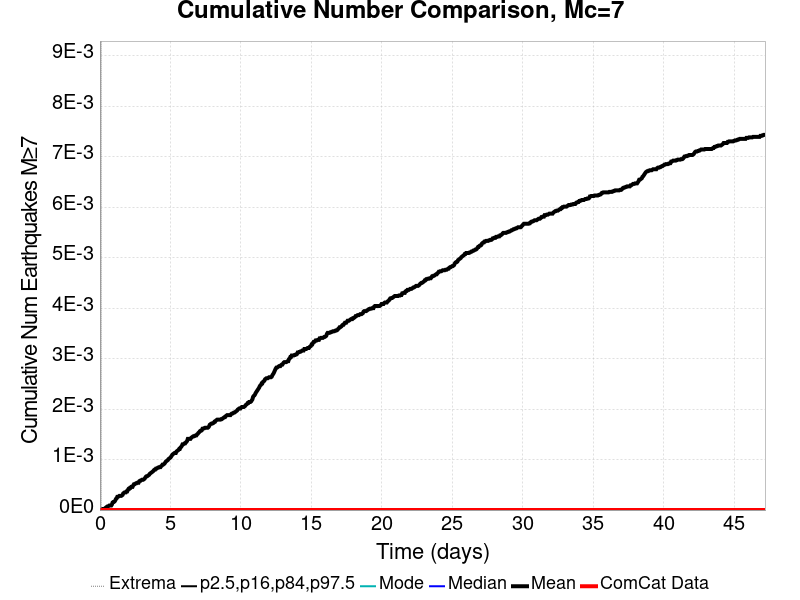 Cumulative Number Comparison, Mc=7
Cumulative Num Earthquakes M≥7
9E-3
8E-3
7E-3
6E-3
5E-3
4E-3
3E-3
2E-3
1E-3
0E0
0 5 10 15 20 25 30 35 40 45
Time (days)
Extrema p2.5,p16,p84,p97.5 Mode Median Mean ComCat Data